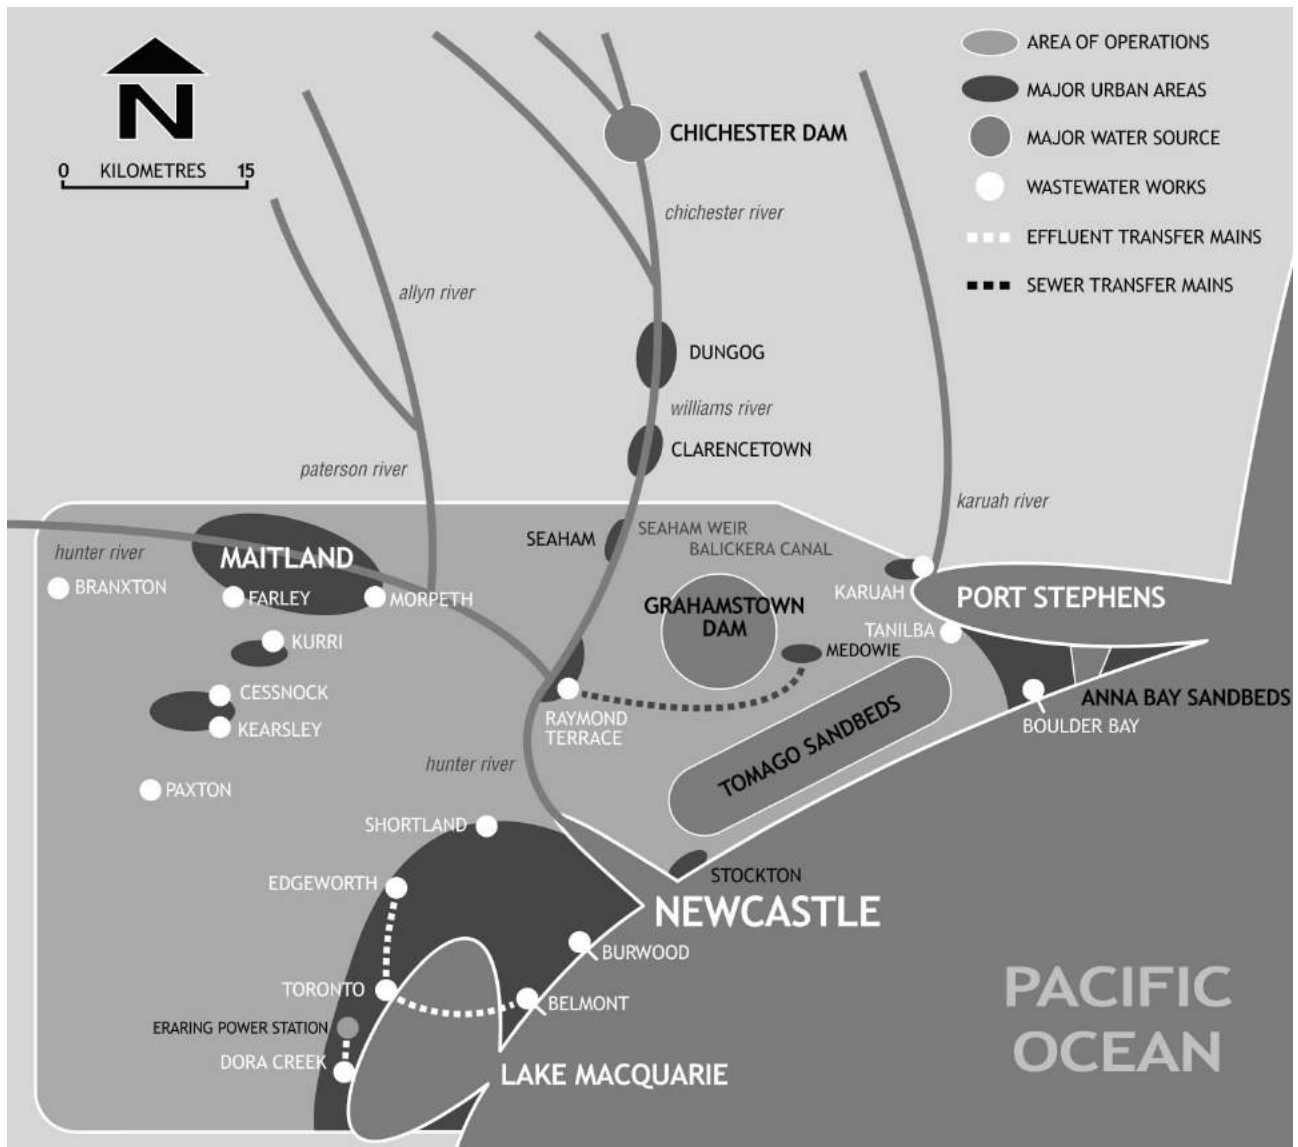 N
0 KILOMETRES 15
AREA OF OPERATIONS
MAJOR URBAN AREAS
MAJOR WATER SOURCE
WASTEWATER WORKS
EFFLUENT TRANSFER MAINS
SEWER TRANSFER MAINS
CHICHESTER DAM
chichester river
allyn river
DUNGOG
williams river
CLARENCETOWN
paterson river
karuah river
hunter river
MAITLAND
SEAHAM
SEAHAM WEIR
BALICKERA CANAL
BRANXTON
FARLEY
MORPETH
KARUAH
PORT STEPHENS
GRAHAMSTOWN
DAM
TANILBA
KURRI
MEDOWIE
CESSNOCK
KEARSLEY
RAYMOND
TERRACE
ANNA BAY SANDBEDS
BOULDER BAY
TOMAGO SANDBEDS
hunter river
PAXTON
SHORTLAND
STOCKTON
EDGEWORTH
NEWCASTLE
BURWOOD
TORONTO
BELMONT
ERARING POWER STATION
DORA CREEK
LAKE MACQUARIE
PACIFIC
OCEAN